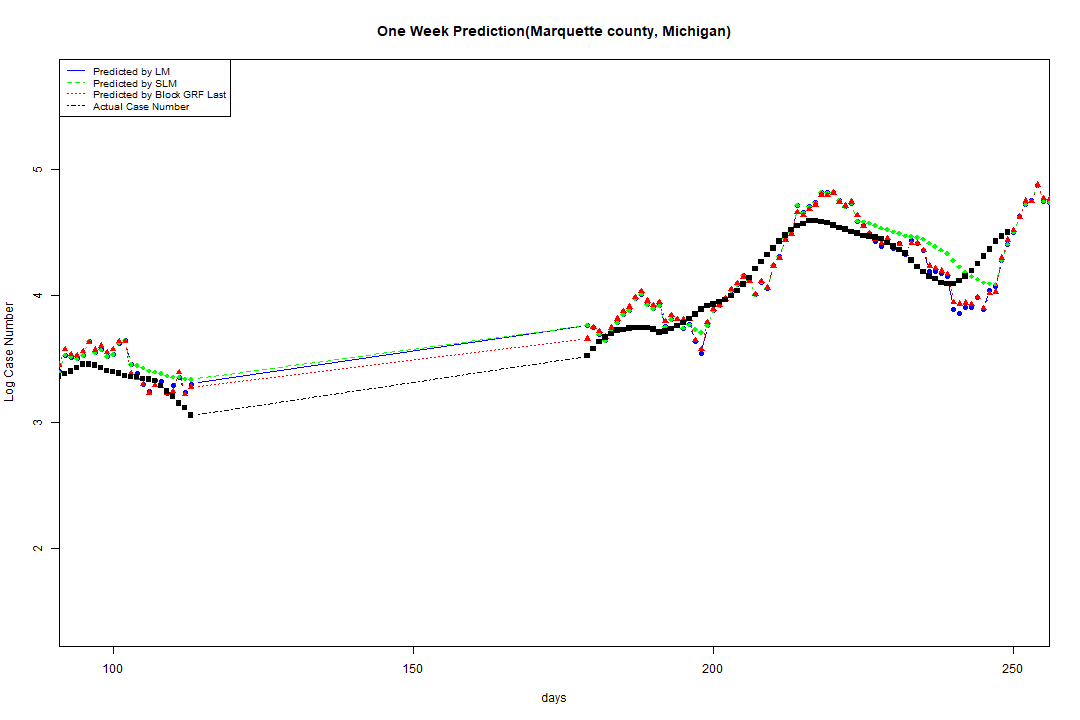 One Week Prediction(Marquette county, Michigan)
Predicted by LM
Predicted by SLM
Predicted by Block GRF Last
Actual Case Number
5
4
3
2
Log Case Number
100 150 200 250
days